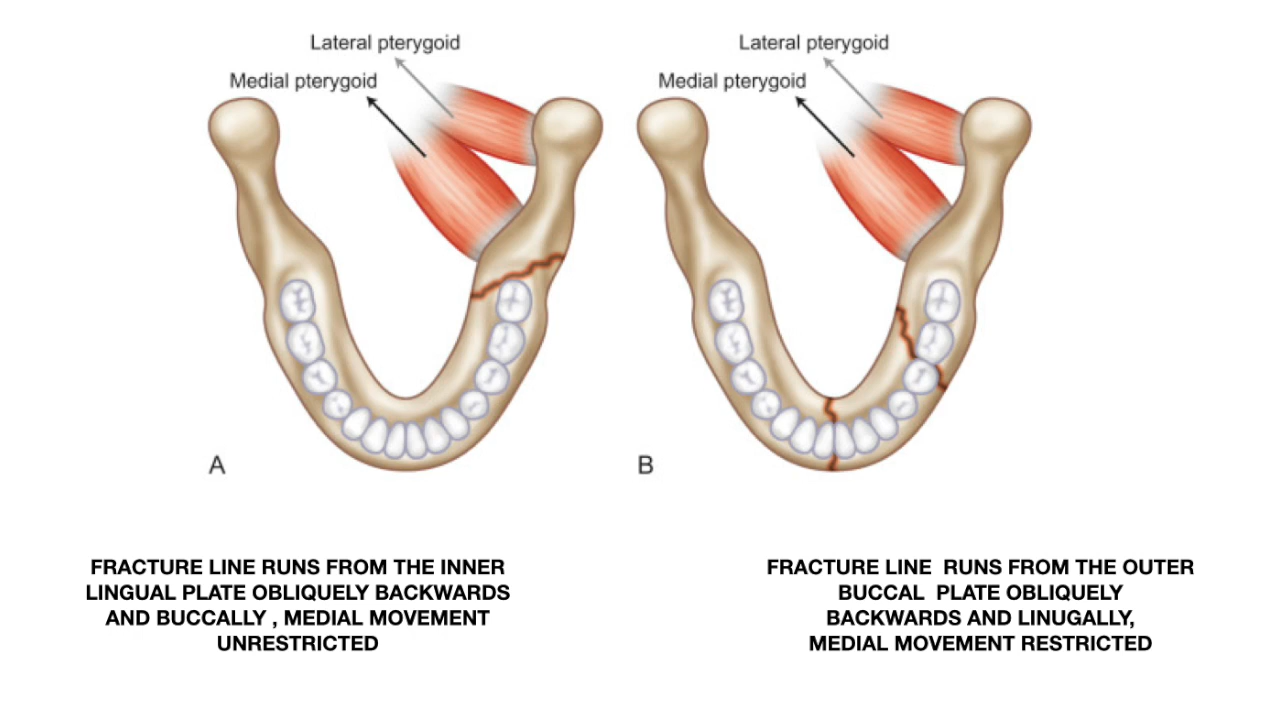 Lateral pterygoid
Medial pterygoid
A
Lateral pterygoid
Medial pterygoid
B
FRACTURE LINE RUNS FROM THE INNER
LINGUAL PLATE OBLIQUELY BACKWARDS
AND BUCCALLY , MEDIAL MOVEMENT
UNRESTRICTED
FRACTURE LINE  RUNS FROM THE OUTER
BUCCAL  PLATE OBLIQUELY
BACKWARDS AND LINUGALLY,
MEDIAL MOVEMENT RESTRICTED